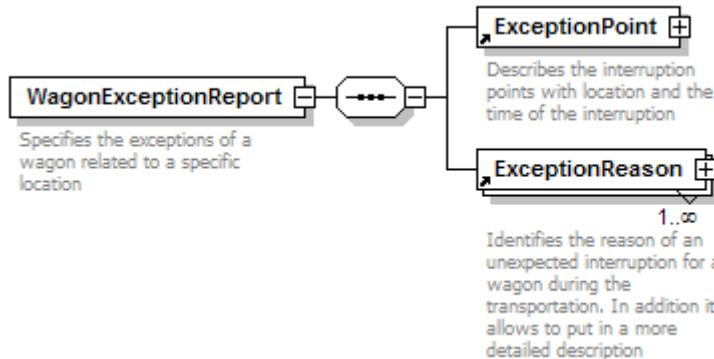 ExceptionPoint
Describes the interruption
points with location and the
time of the interruption
WagonExceptionReport
Specifies the exceptions of a
wagon related to a specific
location
ExceptionReason
1..∞
Identifies the reason of an
unexpected interruption for a
wagon during the
transportation. In addition it
allows to put in a more
detailed description